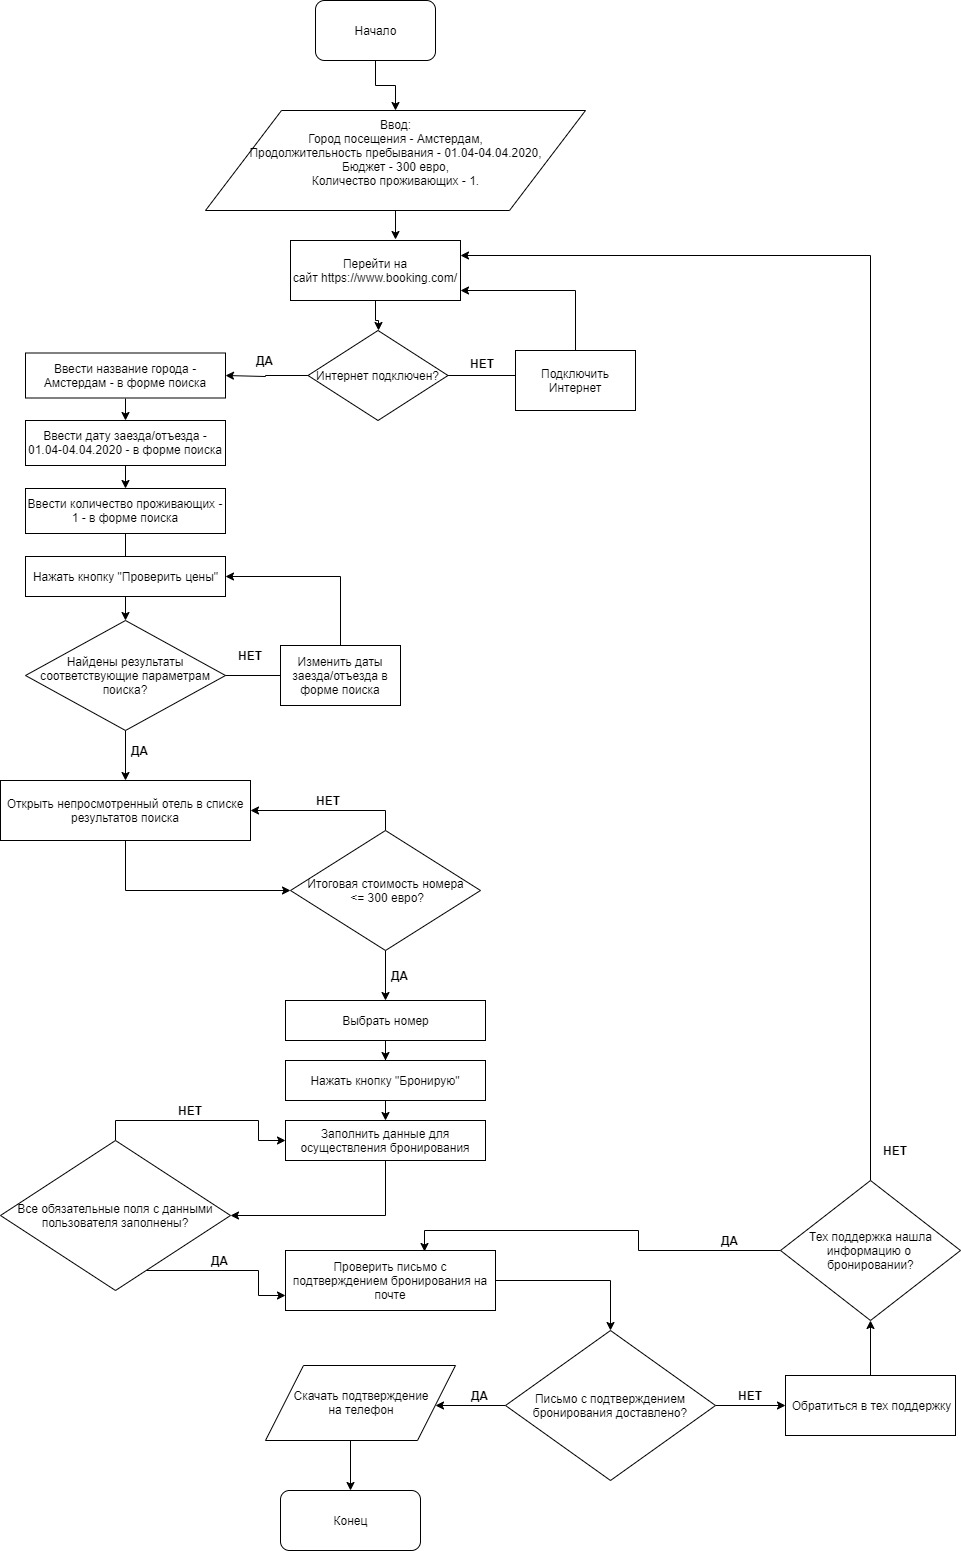 Начало
Ввод:
Город посещения - Амстердам,
Продолжительность пребывания - 01.04-04.04.2020,
Бюджет - 300 евро,
Количество проживающих - 1.
Перейти на
сайт https://www.booking.com/
Интернет подключен?
ДА
НЕТ
Подключить
Интернет
Ввести название города -
Амстердам - в форме поиска
Ввести дату заезда/отъезда -
01.04-04.04.2020 - в форме поиска
Ввести количество проживающих -
1 - в форме поиска
Нажать кнопку "Проверить цены"
Найдены результаты
соответствующие параметрам
поиска?
НЕТ
Изменить даты
заезда/отъезда в
форме поиска
ДА
Открыть непросмотренный отель в списке
результатов поиска
НЕТ
Итоговая стоимость номера
<= 300 евро?
ДА
Выбрать номер
Нажать кнопку "Бронирую"
НЕТ
Заполнить данные для
осуществления бронирования
Все обязательные поля с данными
пользователя заполнены?
ДА
Проверить письмо с
подтверждением бронирования на
почте
НЕТ
Тех поддержка нашла
информацию о
бронировании?
ДА
Скачать подтверждение
на телефон
ДА
Письмо с подтверждением
бронирования доставлено?
НЕТ
Обратиться в тех поддержку
Конец